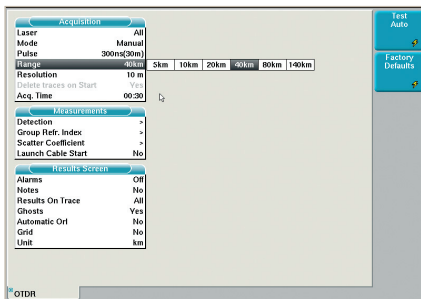 Acquisition
Laser All
Mode Manual
Pulse 300ns(30m)
Range 40km 5km 10km 20km 40km 80km 140km
Resolution 10 m
Delete traces on Start Yes
Acq. Time 00:30
Measurements
Detection >
Group Refr. Index >
Scatter Coefficient >
Launch Cable Start No
Results Screen
Alarms Off
Notes No
Results On Trace All
Ghosts Yes
Automatic Orl No
Grid No
Unit km
Test
Auto
Factory
Defaults
OTDR